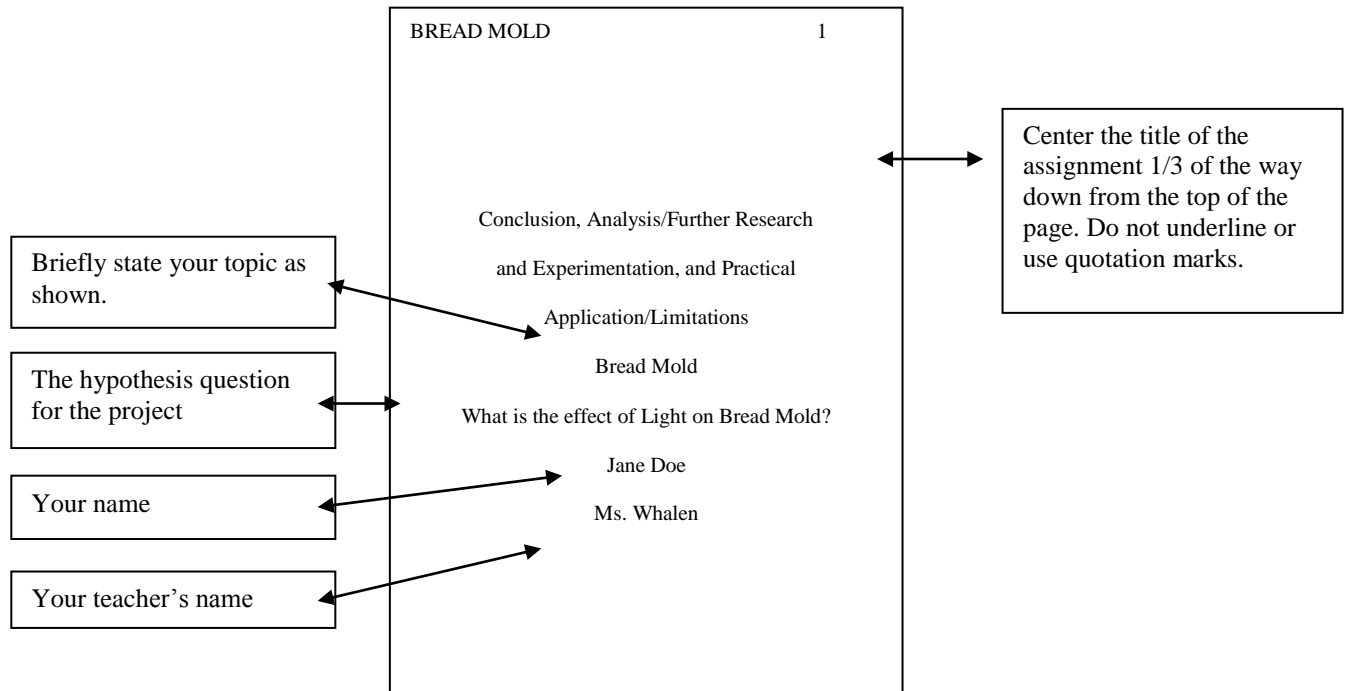 BREAD MOLD 1
Center the title of the
assignment 1/3 of the way
down from the top of the
page. Do not underline or
use quotation marks.
Conclusion, Analysis/Further Research
and Experimentation, and Practical
Application/Limitations
Bread Mold
What is the effect of Light on Bread Mold?
Jane Doe
Ms. Whalen
Briefly state your topic as
shown.
The hypothesis question
for the project
Your name
Your teacher’s name